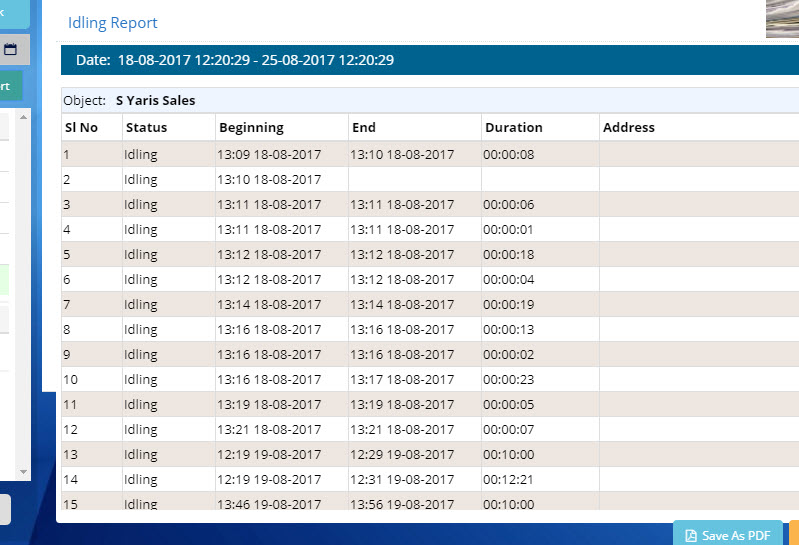 k
Idling Report
Date: 18-08-2017 12:20:29 - 25-08-2017 12:20:29
rt
Object: S Yaris Sales
Sl No Status Beginning End Duration Address
1 Idling 13:09 18-08-2017 13:10 18-08-2017 00:00:08
2 Idling 13:10 18-08-2017
3 Idling 13:11 18-08-2017 13:11 18-08-2017 00:00:06
4 Idling 13:11 18-08-2017 13:11 18-08-2017 00:00:01
5 Idling 13:12 18-08-2017 13:12 18-08-2017 00:00:18
6 Idling 13:12 18-08-2017 13:12 18-08-2017 00:00:04
7 Idling 13:14 18-08-2017 13:14 18-08-2017 00:00:19
8 Idling 13:16 18-08-2017 13:16 18-08-2017 00:00:13
9 Idling 13:16 18-08-2017 13:16 18-08-2017 00:00:02
10 Idling 13:16 18-08-2017 13:17 18-08-2017 00:00:23
11 Idling 13:19 18-08-2017 13:19 18-08-2017 00:00:05
12 Idling 13:21 18-08-2017 13:21 18-08-2017 00:00:07
13 Idling 12:19 19-08-2017 12:29 19-08-2017 00:10:00
14 Idling 12:19 19-08-2017 12:31 19-08-2017 00:12:21
15 Idling 13:46 19-08-2017 13:56 19-08-2017 00:10:00
Save As PDF